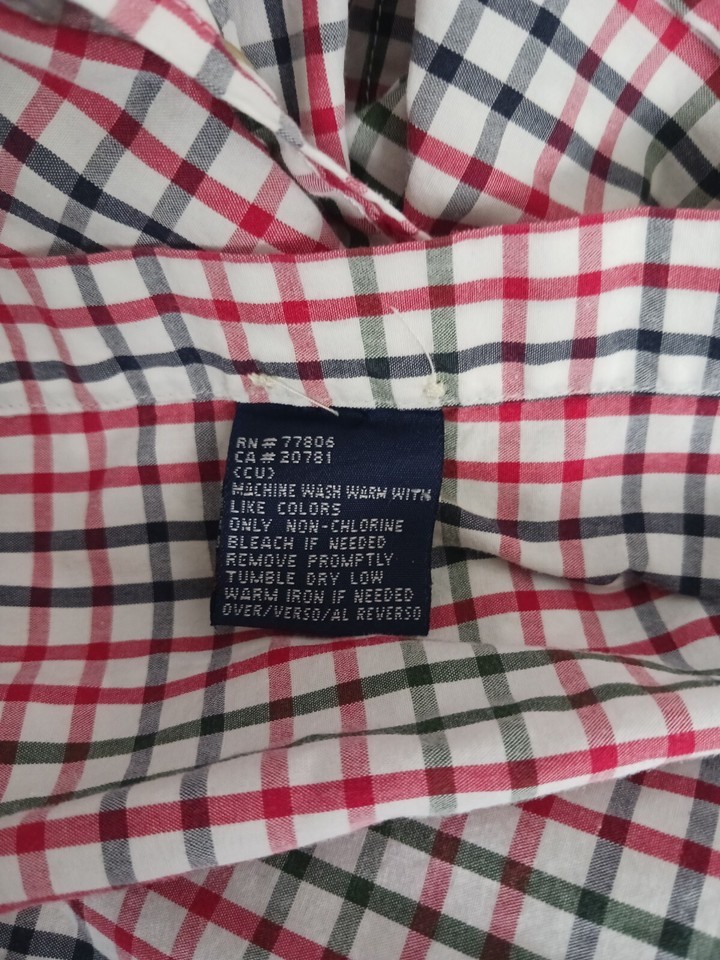 RN# 77806
CA# 20781
(CU)
MACHINE WASH WARM WITH
LIKE COLORS
ONLY NON-CHLORINE
BLEACH IF NEEDED
REMOVE PROMPTLY
TUMBLE DRY LOW
WARM IRON IF NEEDED
OVER/VERSO/AL REVERSO